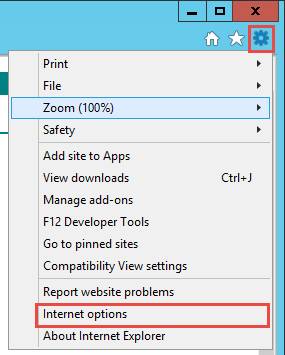 Print
File
Zoom (100%)
Safety
Add site to Apps
View downloads Ctrl+J
Manage add-ons
F12 Developer Tools
Go to pinned sites
Compatibility View settings
Report website problems
Internet options
About Internet Explorer